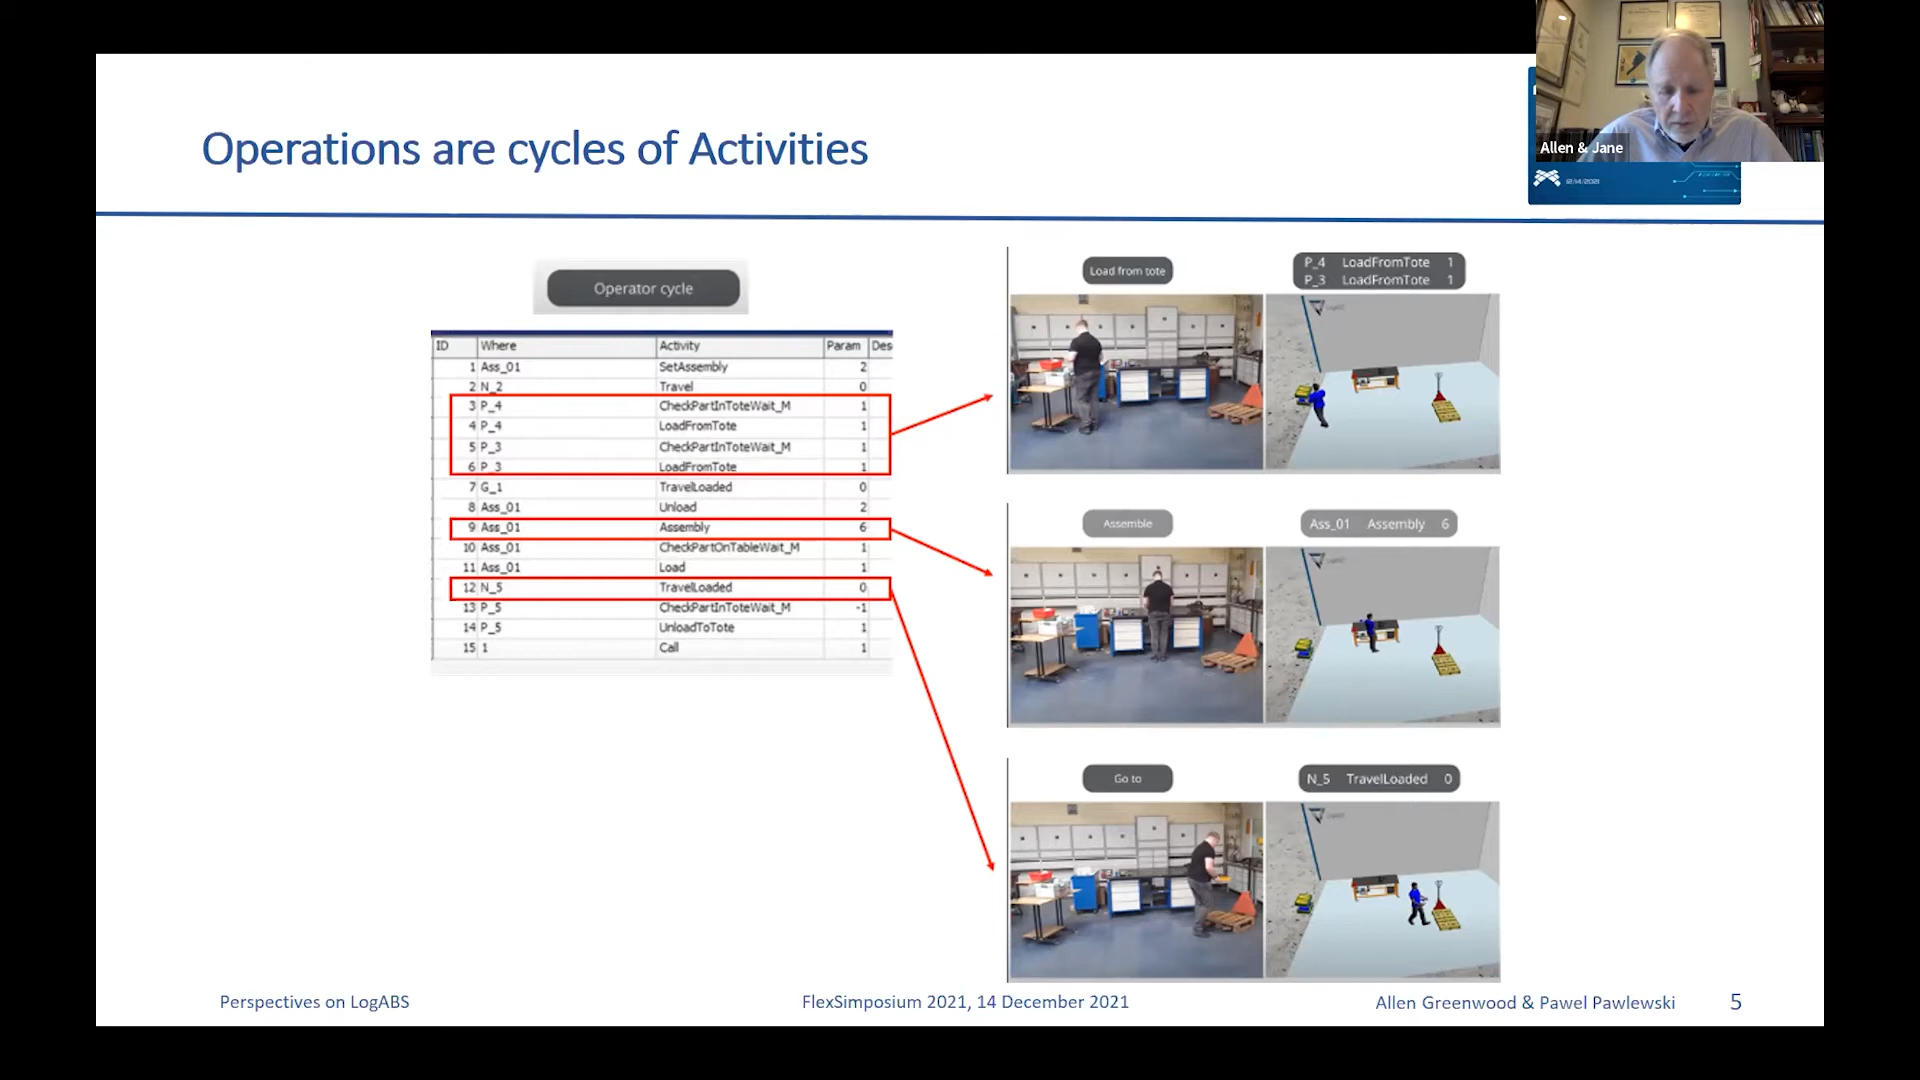 Allen & Jane
12/14/2021
Operations are cycles of Activities
Operator cycle
ID Where Activity Param Des
1 Ass_01 SetAssembly 2
2 N_2 Travel 0
3 P_4 CheckPartInToteWait_M 1
4 P_4 LoadFromTote 1
5 P_3 CheckPartInToteWait_M 1
6 P_3 LoadFromTote 1
7 G_1 TravelLoaded 0
8 Ass_01 Unload 2
9 Ass_01 Assembly 6
10 Ass_01 CheckPartOnTableWait_M 1
11 Ass_01 Load 1
12 N_5 TravelLoaded 0
13 P_5 CheckPartInToteWait_M -1
14 P_5 UnloadToTote 1
15 1 Call 1
Load from tote
P_4 LoadFromTote 1
P_3 LoadFromTote 1
Assemble
Ass_01 Assembly 6
Go to
N_5 TravelLoaded 0
Perspectives on LogABS
FlexSimposium 2021, 14 December 2021
Allen Greenwood & Pawel Pawlewski
5